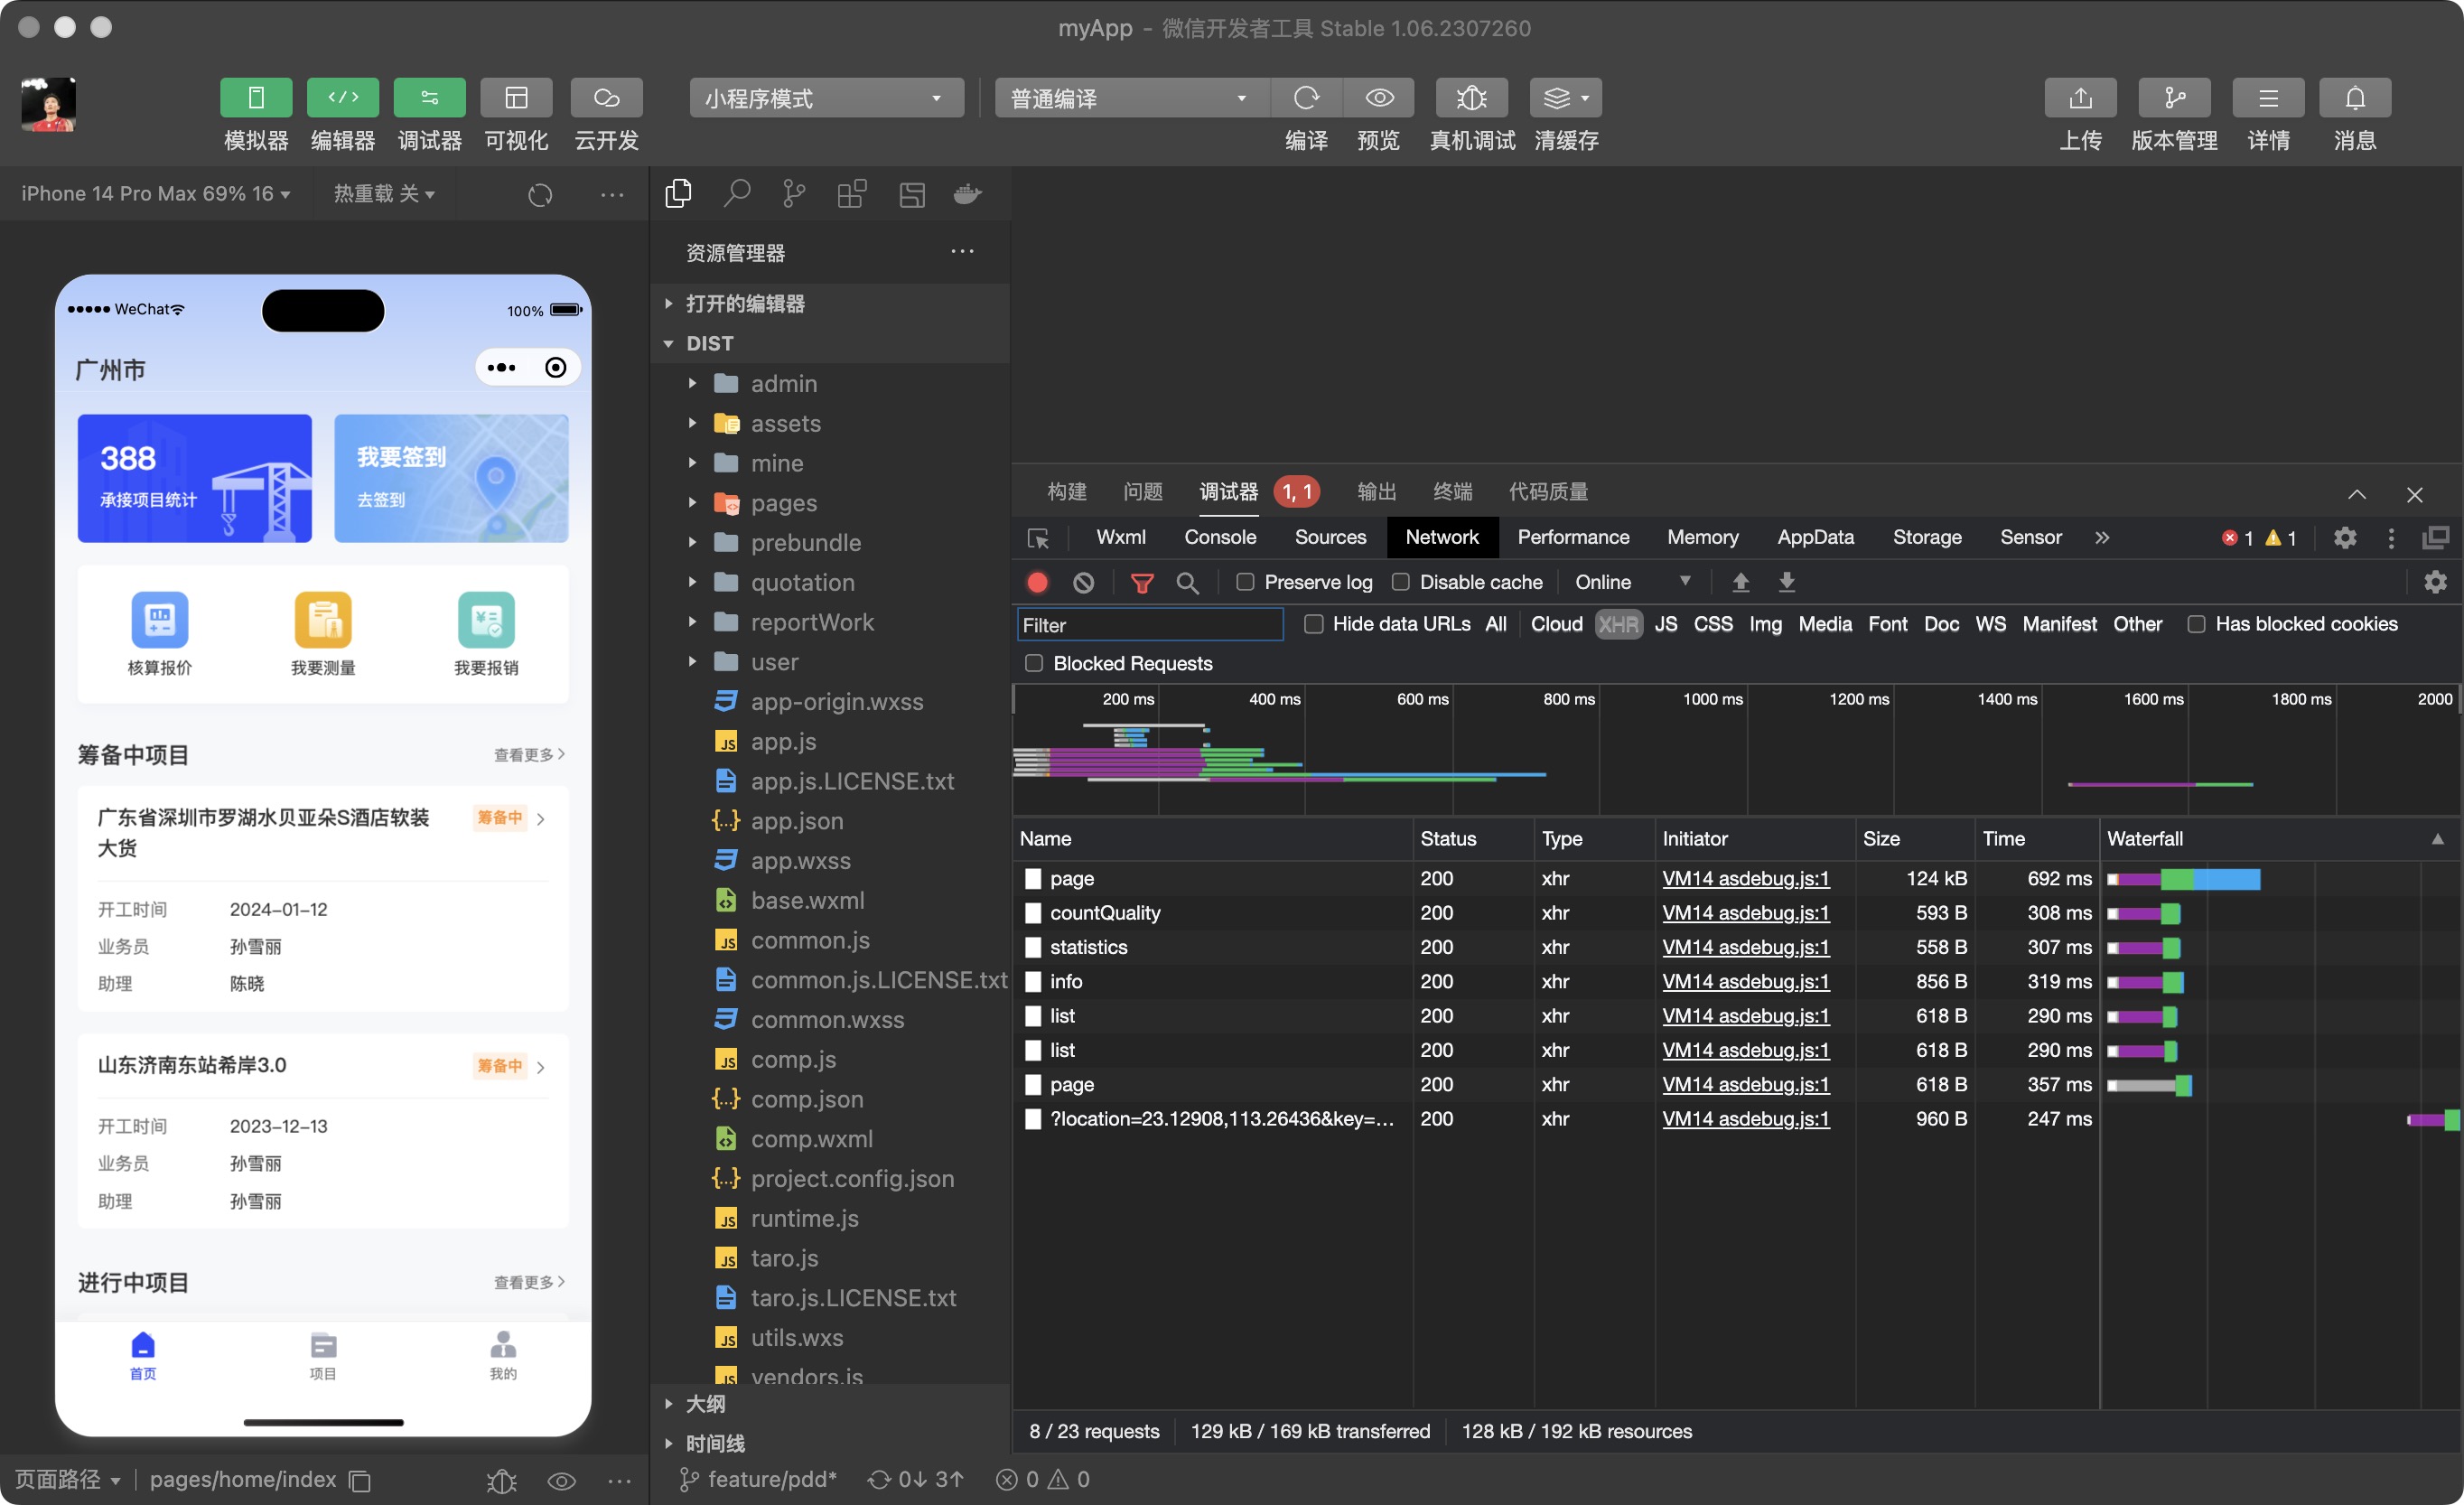 myApp – 微信开发者工具 Stable 1.06.2307260
模拟器 编辑器 调试器 可视化 云开发
小程序模式 普通编译
编译 预览 真机调试 清缓存
上传 版本管理 详情 消息
iPhone 14 Pro Max 69% 16 热重载 关
WeChat 100%
广州市
388
承接项目统计
我要签到
去签到
核算报价 我要测量 我要报销
筹备中项目 查看更多
广东省深圳市罗湖水贝亚朵S酒店软装 筹备中
大货
开工时间 2024-01-12
业务员 孙雪丽
助理 陈晓
山东济南东站希岸3.0 筹备中
开工时间 2023-12-13
业务员 孙雪丽
助理 孙雪丽
进行中项目 查看更多
首页 项目 我的
页面路径 pages/home/index
资源管理器
打开的编辑器
DIST
admin
assets
mine
pages
prebundle
quotation
reportWork
user
app-origin.wxss
JS app.js
app.js.LICENSE.txt
{..} app.json
app.wxss
base.wxml
JS common.js
common.js.LICENSE.txt
common.wxss
JS comp.js
{..} comp.json
comp.wxml
{..} project.config.json
JS runtime.js
JS taro.js
taro.js.LICENSE.txt
JS utils.wxs
JS vendors.js
大纲
时间线
feature/pdd* 0↓ 3↑ 0 0
构建 问题 调试器 1, 1 输出 终端 代码质量
Wxml Console Sources Network Performance Memory AppData Storage Sensor » 1 1
Preserve log Disable cache Online
Filter Hide data URLs All Cloud XHR JS CSS Img Media Font Doc WS Manifest Other Has blocked cookies
Blocked Requests
200 ms 400 ms 600 ms 800 ms 1000 ms 1200 ms 1400 ms 1600 ms 1800 ms 2000
Name Status Type Initiator Size Time Waterfall
page 200 xhr VM14 asdebug.js:1 124 kB 692 ms
countQuality 200 xhr VM14 asdebug.js:1 593 B 308 ms
statistics 200 xhr VM14 asdebug.js:1 558 B 307 ms
info 200 xhr VM14 asdebug.js:1 856 B 319 ms
list 200 xhr VM14 asdebug.js:1 618 B 290 ms
list 200 xhr VM14 asdebug.js:1 618 B 290 ms
page 200 xhr VM14 asdebug.js:1 618 B 357 ms
?location=23.12908,113.26436&key=... 200 xhr VM14 asdebug.js:1 960 B 247 ms
8 / 23 requests 129 kB / 169 kB transferred 128 kB / 192 kB resources